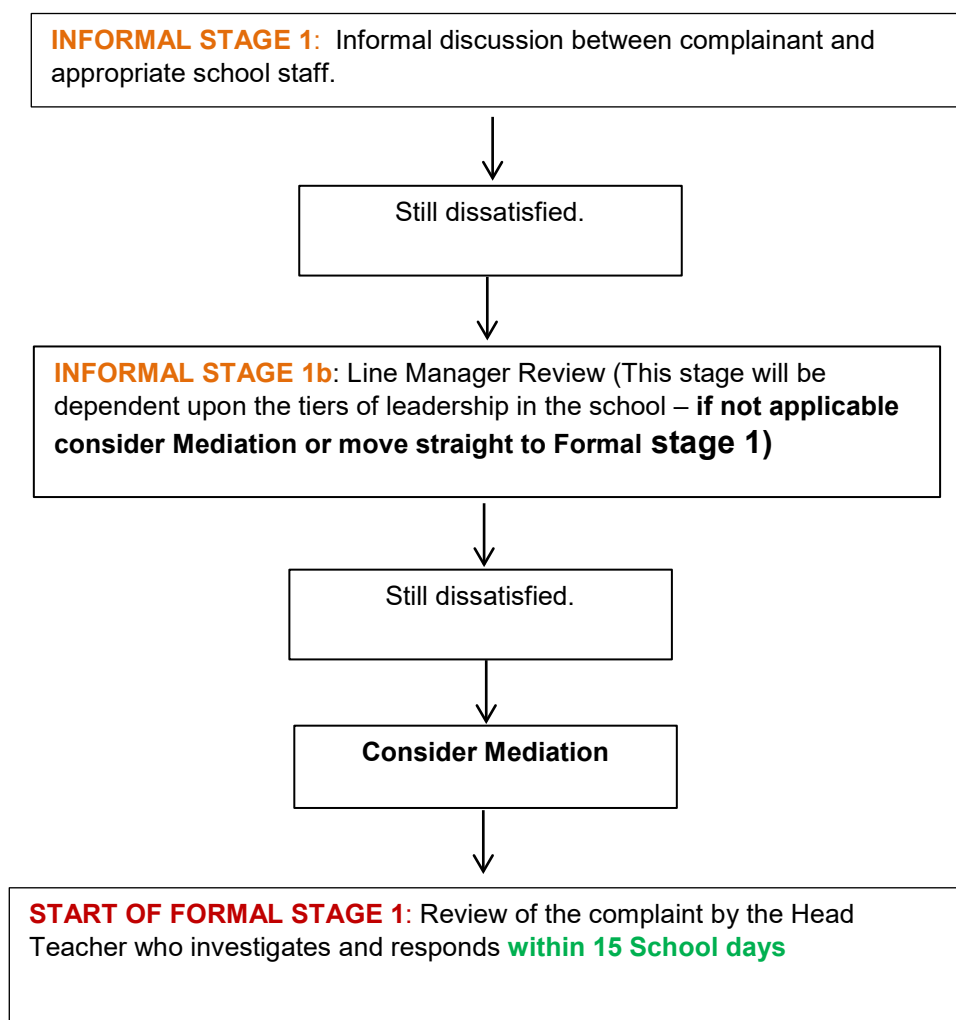 INFORMAL STAGE 1: Informal discussion between complainant and
appropriate school staff.
Still dissatisfied.
INFORMAL STAGE 1b: Line Manager Review (This stage will be
dependent upon the tiers of leadership in the school – if not applicable
consider Mediation or move straight to Formal stage 1)
Still dissatisfied.
Consider Mediation
START OF FORMAL STAGE 1: Review of the complaint by the Head
Teacher who investigates and responds within 15 School days